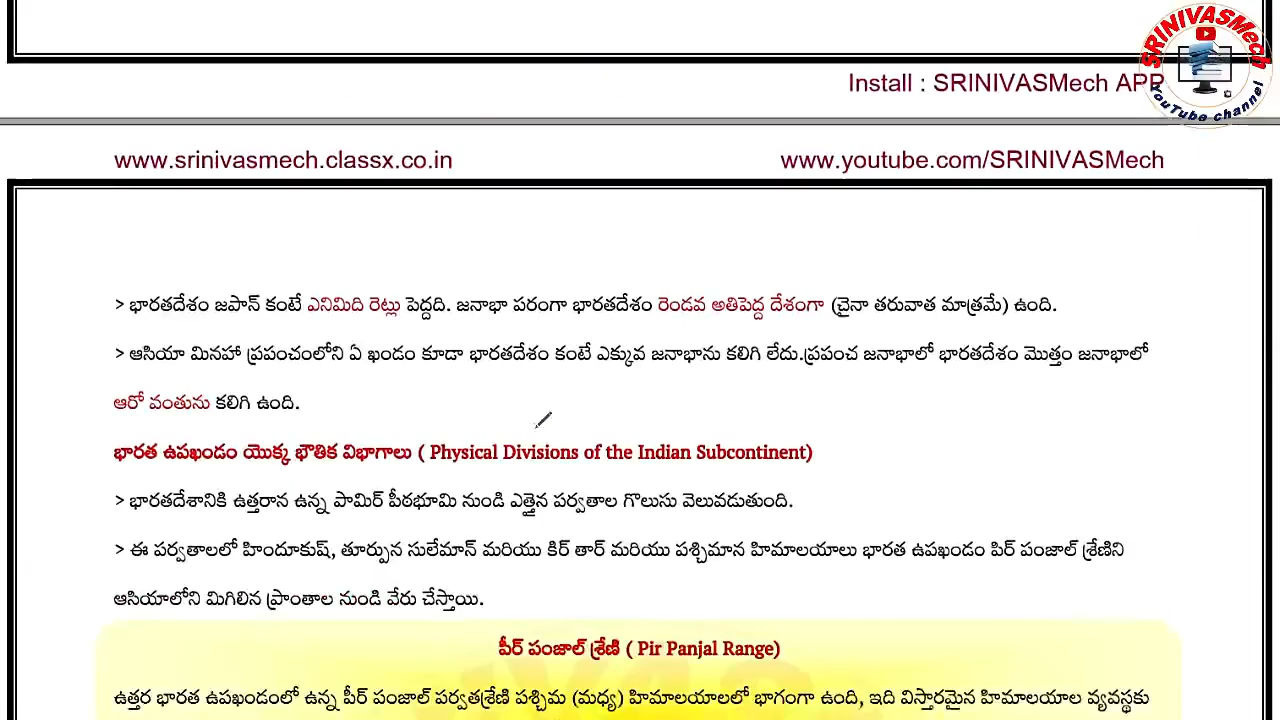 SRINIVASMech
YouTube channel
Install : SRINIVASMech APP
www.srinivasmech.classx.co.in
www.youtube.com/SRINIVASMech
> భారతదేశం జపాన్ కంటే ఎనిమిది రెట్లు పెద్దది. జనాభా పరంగా భారతదేశం రెండవ అతిపెద్ద దేశంగా (చైనా తరువాత మాత్రమే) ఉంది.
> ఆసియా మినహా ప్రపంచంలోని ఏ ఖండం కూడా భారతదేశం కంటే ఎక్కువ జనాభాను కలిగి లేదు.ప్రపంచ జనాభాలో భారతదేశం మొత్తం జనాభాలో
ఆరో వంతును కలిగి ఉంది.
భారత ఉపఖండం యొక్క భౌతిక విభాగాలు ( Physical Divisions of the Indian Subcontinent)
> భారతదేశానికి ఉత్తరాన ఉన్న పామిర్ పీఠభూమి నుండి ఎత్తైన పర్వతాల గొలుసు వెలువడుతుంది.
> ఈ పర్వతాలలో హిందూకుష్, తూర్పున సులేమాన్ మరియు కిర్ తార్ మరియు పశ్చిమాన హిమాలయాలు భారత ఉపఖండం పిర్ పంజాల్ శ్రేణిని
ఆసియాలోని మిగిలిన ప్రాంతాల నుండి వేరు చేస్తాయి.
పీర్ పంజాల్ శ్రేణి ( Pir Panjal Range)
ఉత్తర భారత ఉపఖండంలో ఉన్న పీర్ పంజాల్ పర్వతశ్రేణి పశ్చిమ (మధ్య) హిమాలయాలలో భాగంగా ఉంది, ఇది విస్తారమైన హిమాలయాల వ్యవస్థకు